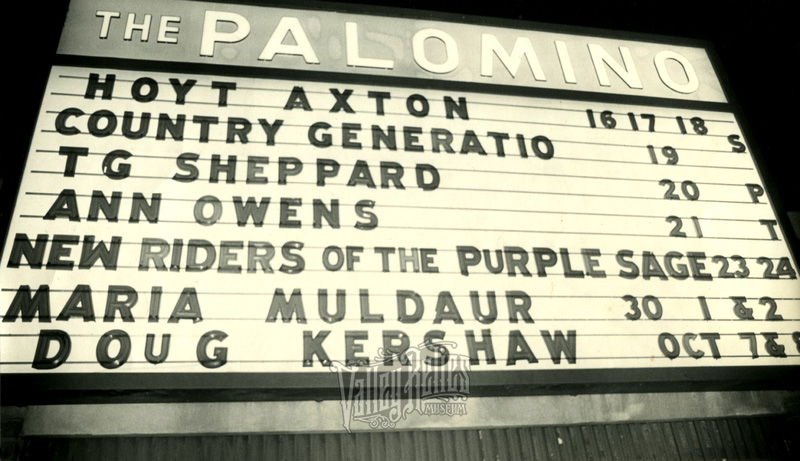 THE PALOMINO
HOYT AXTON 16 17 18 S
COUNTRY GENERATIO 19
TG SHEPPARD 20 P
ANN OWENS 21 T
NEW RIDERS OF THE PURPLE SAGE 23 24
MARIA MULDAUR 30 1 & 2
DOUG KERSHAW OCT 7 & 8
Valley Relics
MUSEUM